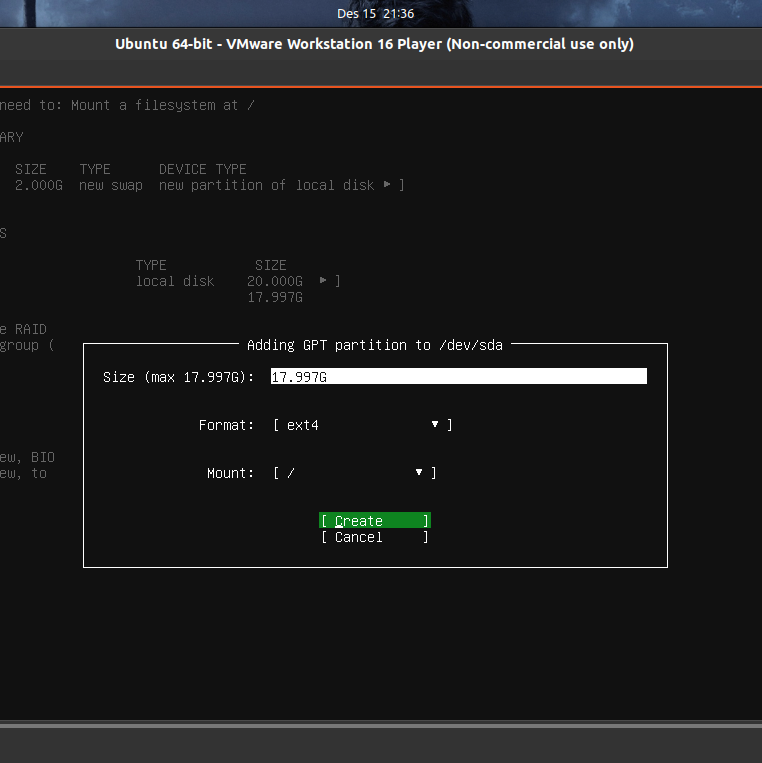 Des 15 21:36
Ubuntu 64-bit - VMware Workstation 16 Player (Non-commercial use only)
need to: Mount a filesystem at /
ARY
SIZE TYPE DEVICE TYPE
2.000G new swap new partition of local disk ▸ ]
S
TYPE SIZE
local disk 20.000G ▸ ]
17.997G
e RAID
group (
Adding GPT partition to /dev/sda
Size (max 17.997G): 17.997G
Format: [ ext4 ▾ ]
ew, BIO
Mount: [ / ▾ ]
ew, to
[ Create ]
[ Cancel ]